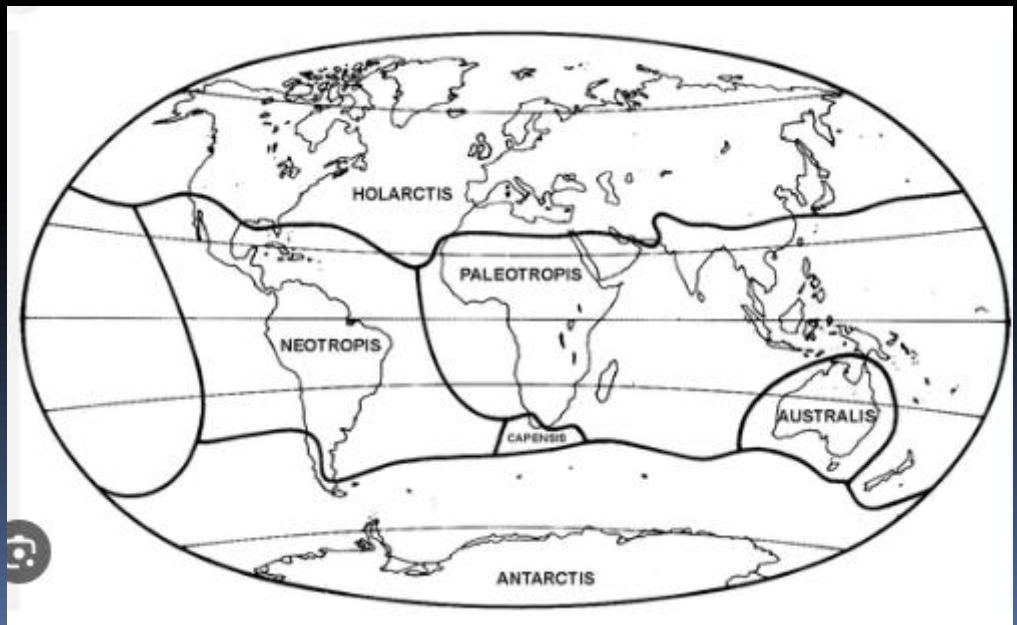 HOLARCTIS
PALEOTROPIS
NEOTROPIS
AUSTRALIS
CAPENSIS
ANTARCTIS